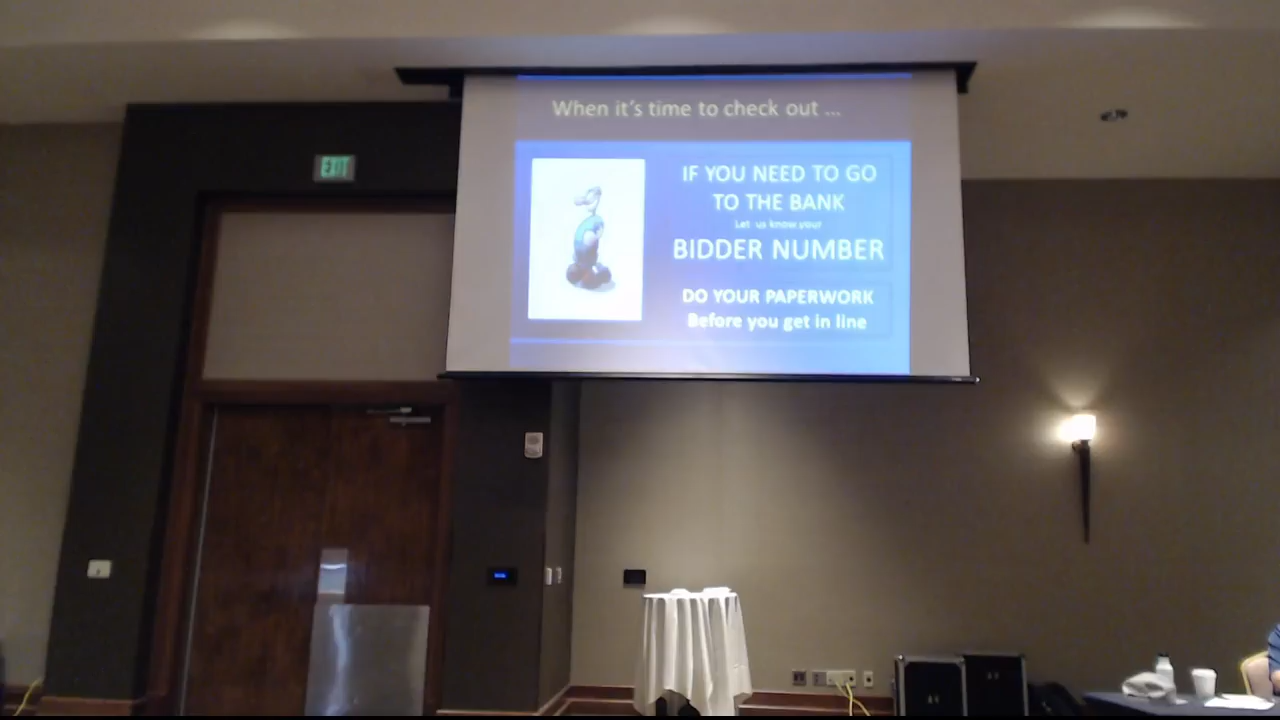 When it's time to check out ...
EXIT
IF YOU NEED TO GO
TO THE BANK
Let us know your
BIDDER NUMBER
DO YOUR PAPERWORK
Before you get in line